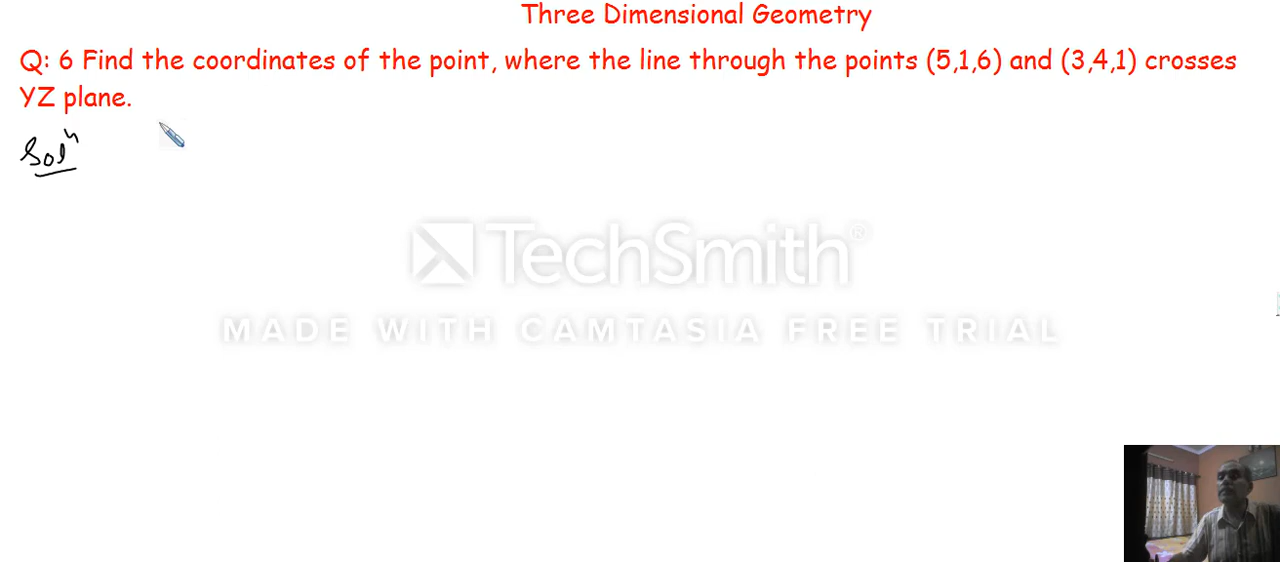 Three Dimensional Geometry
Q: 6 Find the coordinates of the point, where the line through the points (5,1,6) and (3,4,1) crosses
YZ plane.
Solⁿ
TechSmith®
MADE WITH CAMTASIA FREE TRIAL